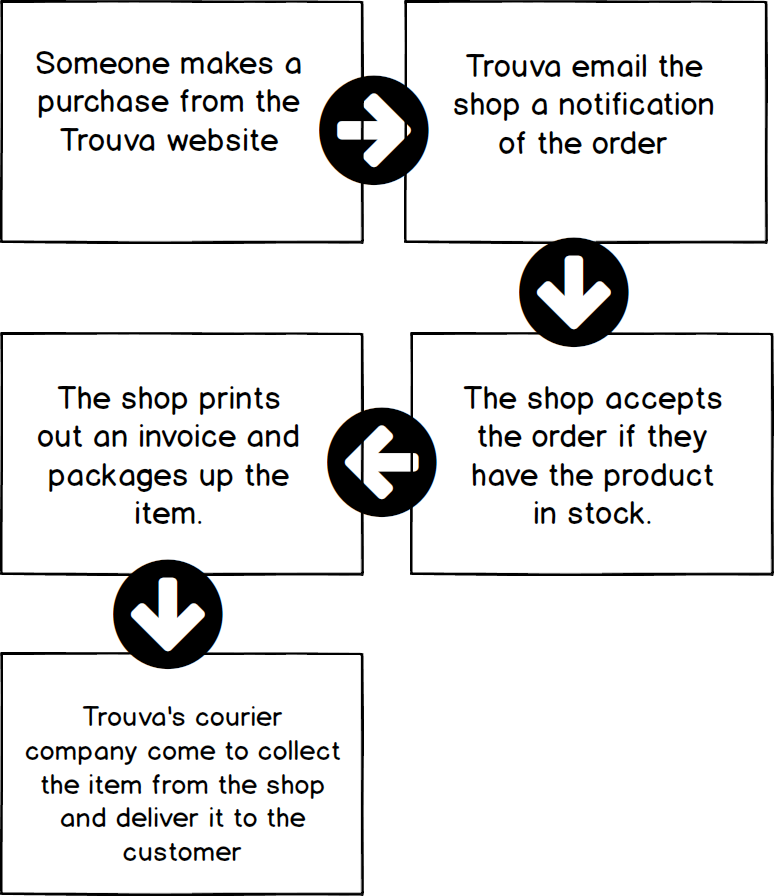 Someone makes a
purchase from the
Trouva website
Trouva email the
shop a notification
of the order
The shop accepts
the order if they
have the product
in stock.
The shop prints
out an invoice and
packages up the
item.
Trouva's courier
company come to collect
the item from the shop
and deliver it to the
customer